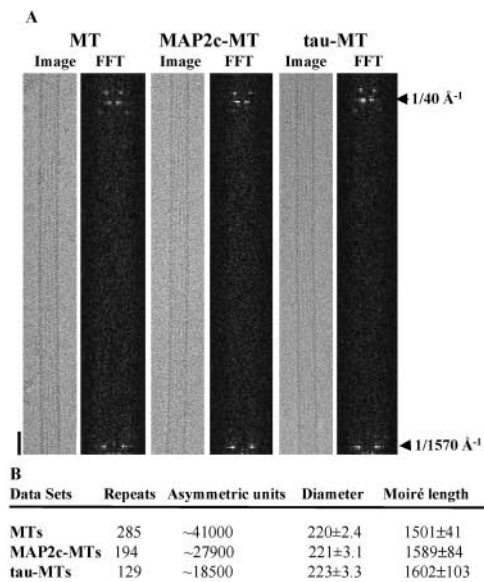 A
MT MAP2c-MT tau-MT
Image FFT Image FFT Image FFT
1/40 Å-1
1/1570 Å-1
B
Data Sets Repeats Asymmetric units Diameter Moiré length
MTs 285 ~41000 220±2.4 1501±41
MAP2c-MTs 194 ~27900 221±3.1 1589±84
tau-MTs 129 ~18500 223±3.3 1602±103